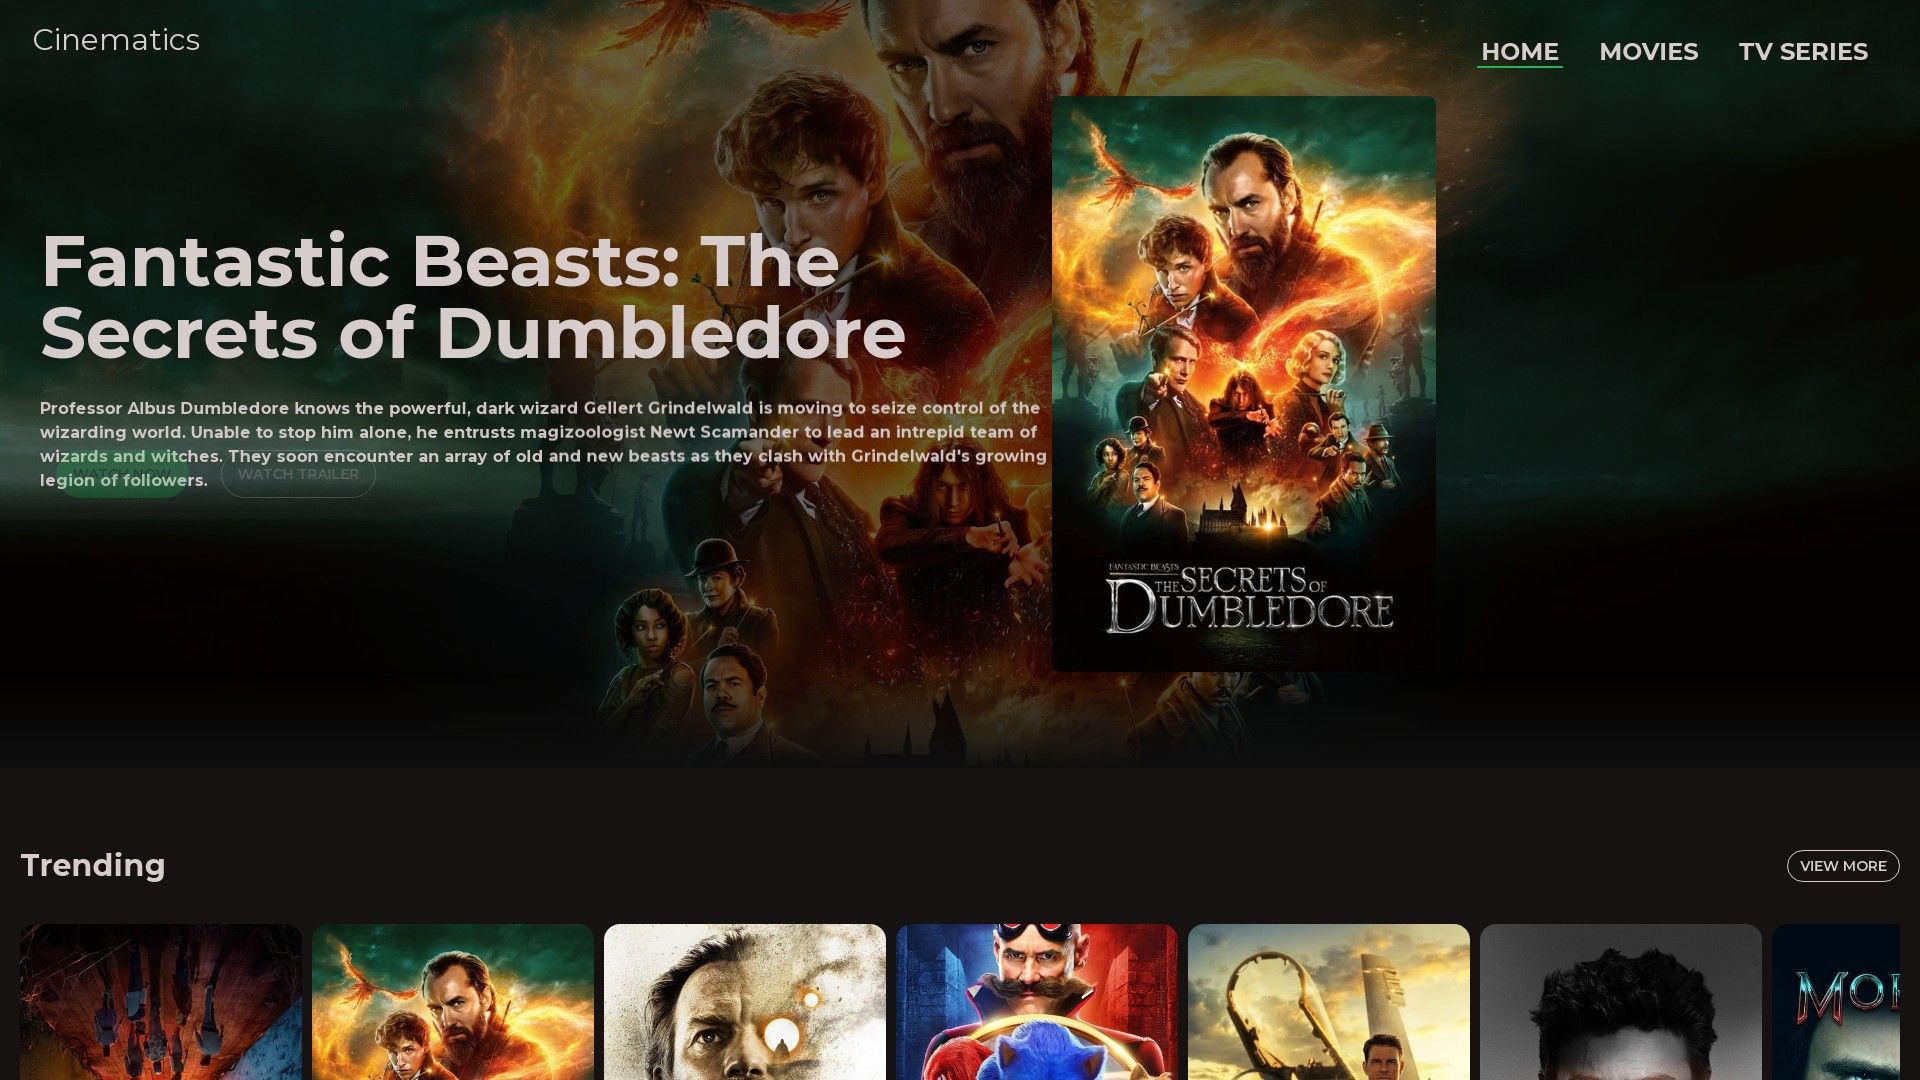 Cinematics
HOME
MOVIES
TV SERIES
Fantastic Beasts: The
Secrets of Dumbledore
Professor Albus Dumbledore knows the powerful, dark wizard Gellert Grindelwald is moving to seize control of the
wizarding world. Unable to stop him alone, he entrusts magizoologist Newt Scamander to lead an intrepid team of
wizards and witches. They soon encounter an array of old and new beasts as they clash with Grindelwald's growing
legion of followers.
WATCH NOW
WATCH TRAILER
FANTASTIC BEASTS
THE SECRETS OF
DUMBLEDORE
Trending
VIEW MORE